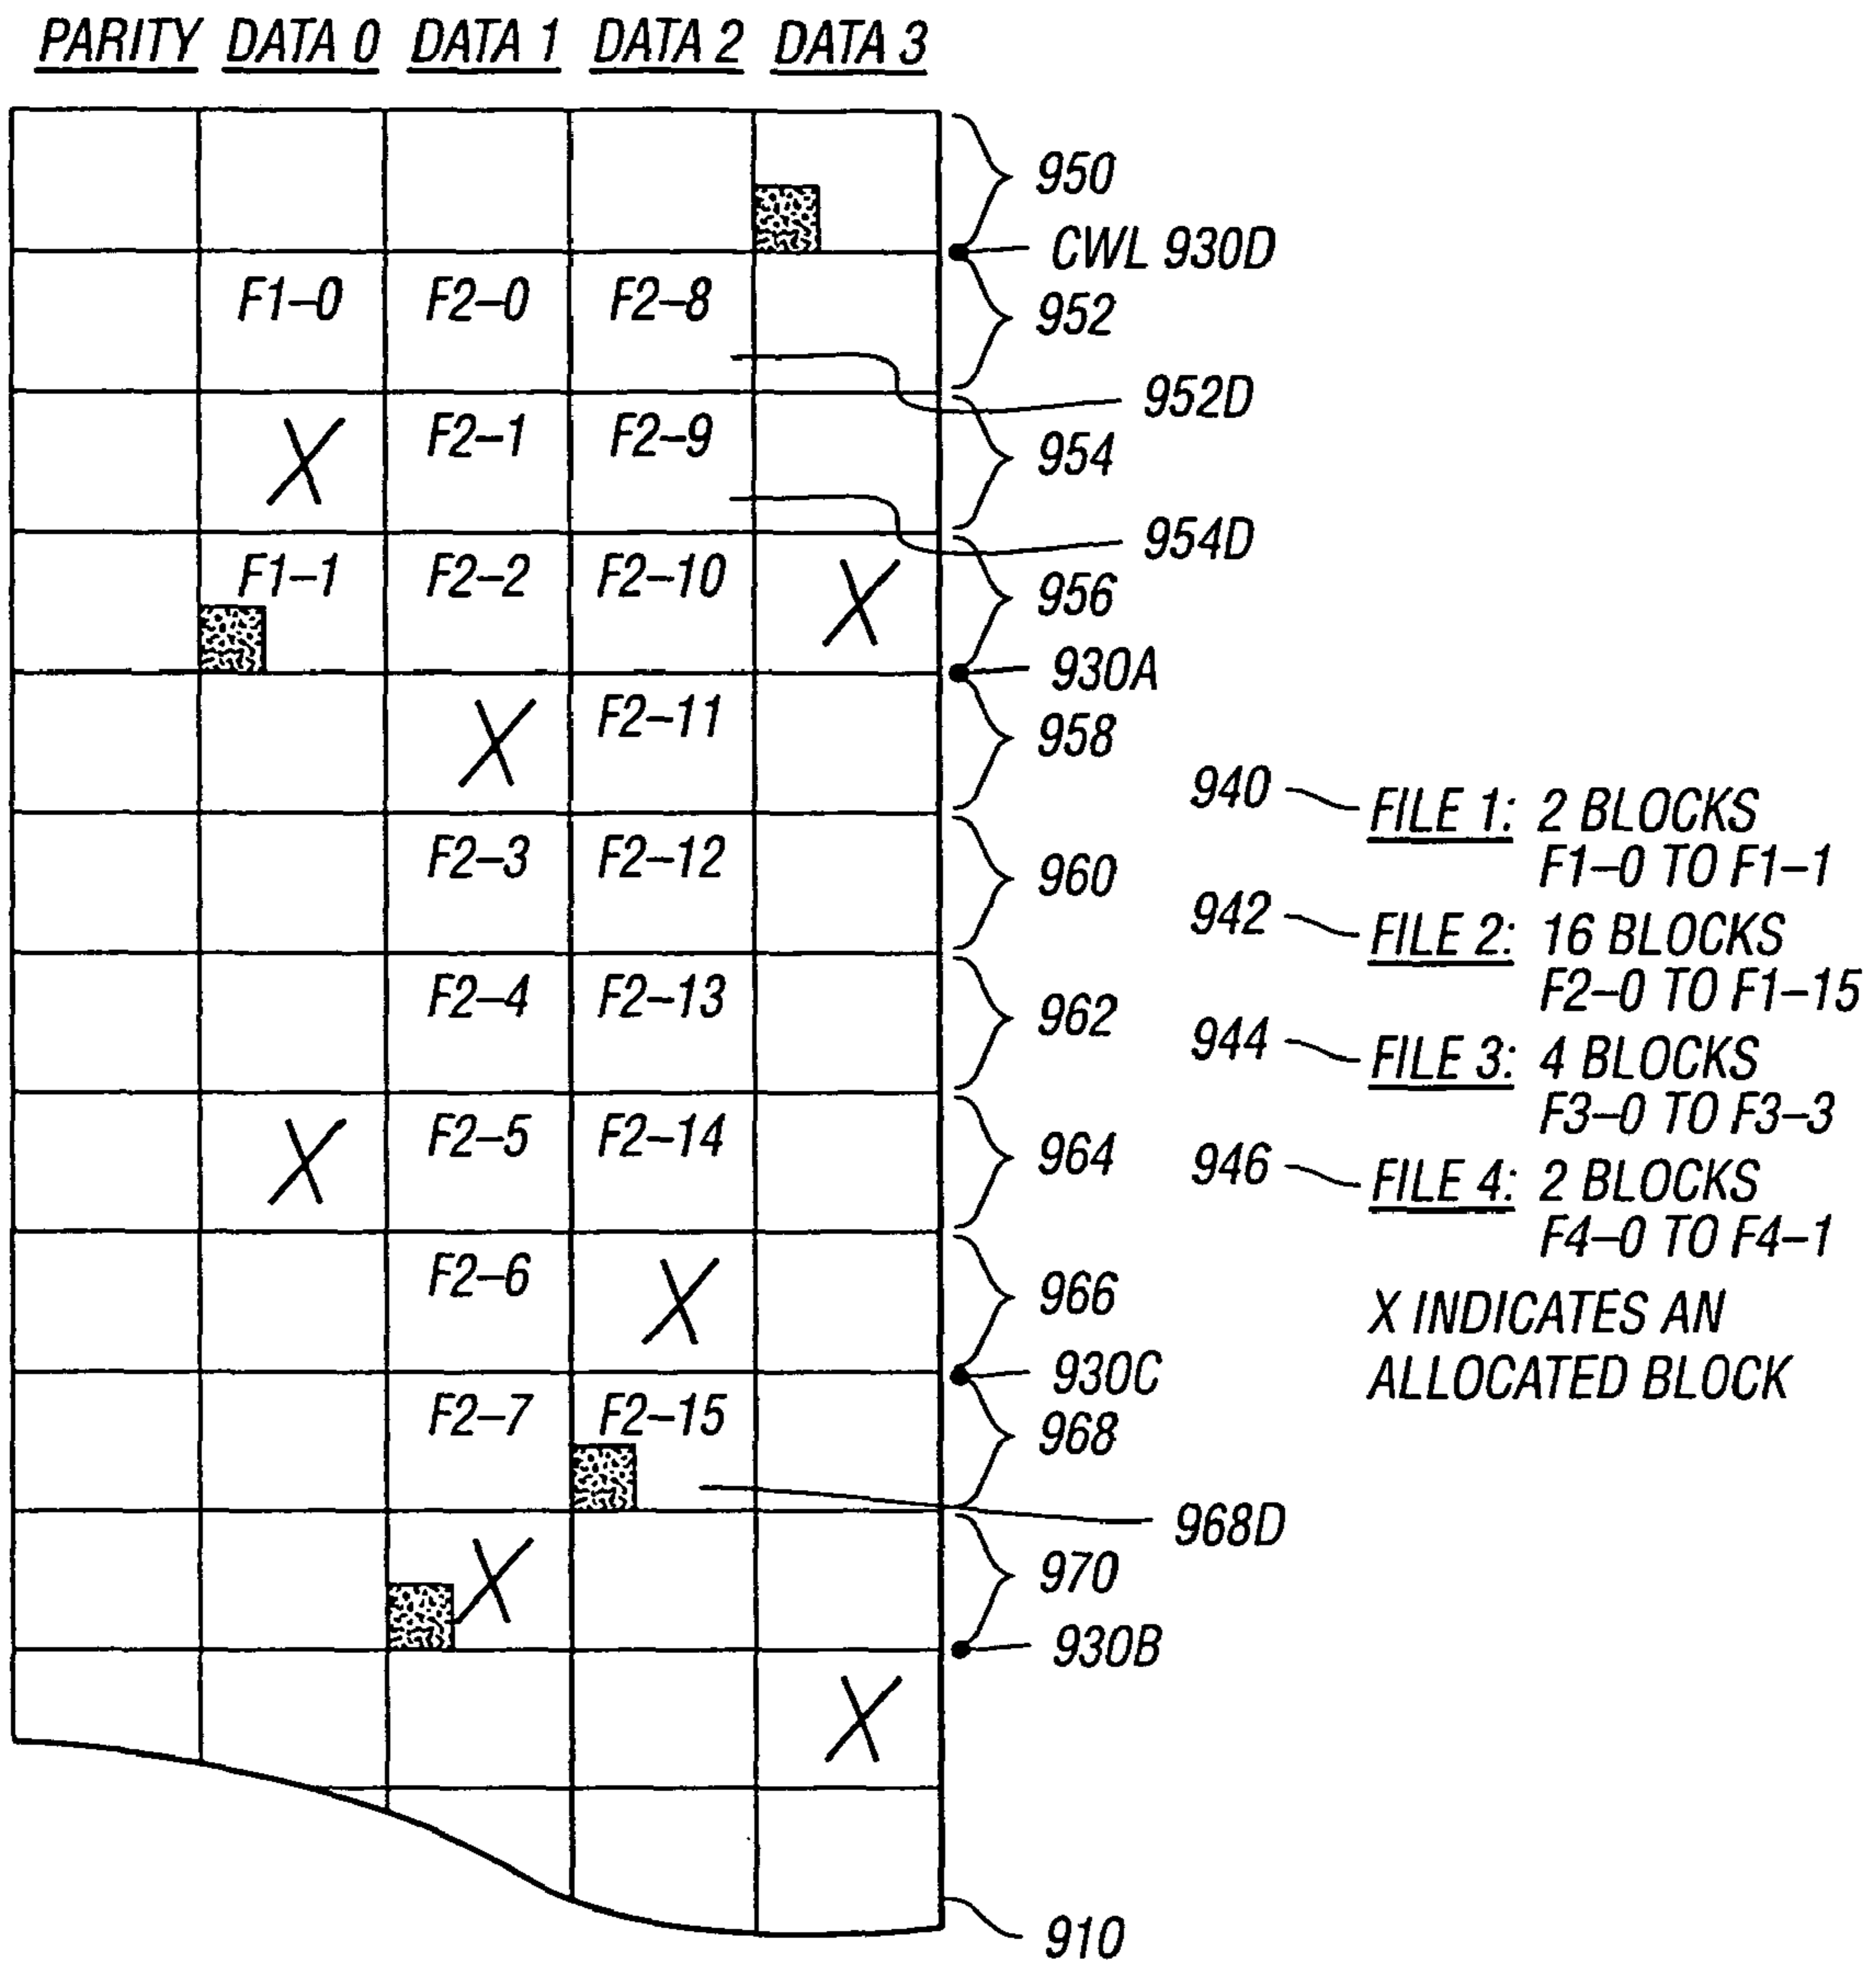 PARITY DATA 0 DATA 1 DATA 2 DATA 3
950
CWL 930D
F1–0 F2–0 F2–8
952
952D
X F2–1 F2–9
954
954D
F1–1 F2–2 F2–10 X
956
930A
X F2–11
958
F2–3 F2–12
960
F2–4 F2–13
962
X F2–5 F2–14
964
F2–6 X
966
930C
F2–7 F2–15
968
968D
X
970
930B
X
910
940 FILE 1: 2 BLOCKS
F1–0 TO F1–1
942 FILE 2: 16 BLOCKS
F2–0 TO F1–15
944 FILE 3: 4 BLOCKS
F3–0 TO F3–3
946 FILE 4: 2 BLOCKS
F4–0 TO F4–1
X INDICATES AN
ALLOCATED BLOCK